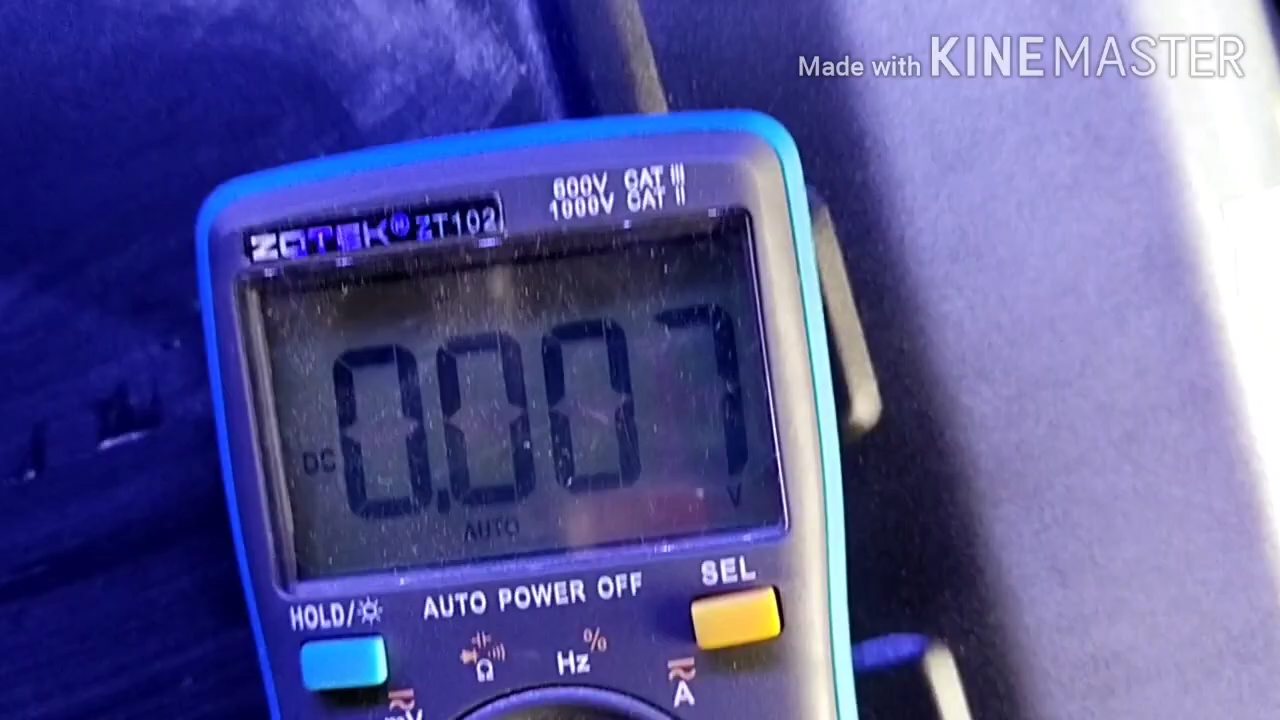 Made with KINEMASTER
600V CAT III
1000V CAT II
ZOTEK® ZT102
DC 0.007 V
AUTO
SEL
HOLD/
AUTO POWER OFF
%
Hz
Ω
A
mV